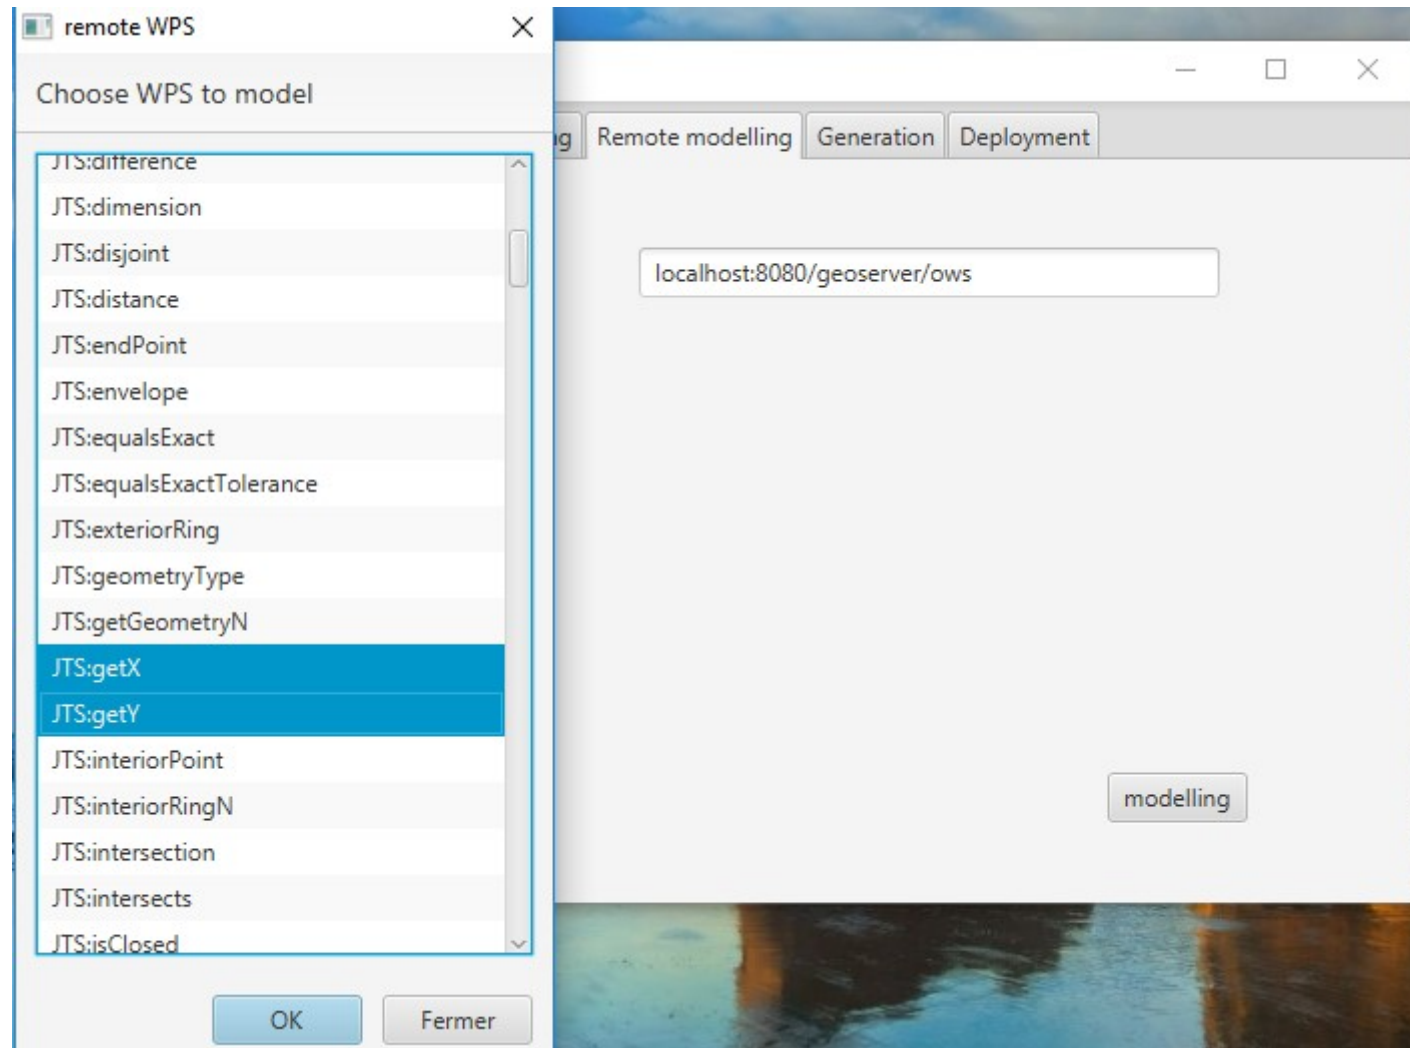 remote WPS
Choose WPS to model
JTS:difference
JTS:dimension
JTS:disjoint
JTS:distance
JTS:endPoint
JTS:envelope
JTS:equalsExact
JTS:equalsExactTolerance
JTS:exteriorRing
JTS:geometryType
JTS:getGeometryN
JTS:getX
JTS:getY
JTS:interiorPoint
JTS:interiorRingN
JTS:intersection
JTS:intersects
JTS:isClosed
OK Fermer
Remote modelling Generation Deployment
localhost:8080/geoserver/ows
modelling